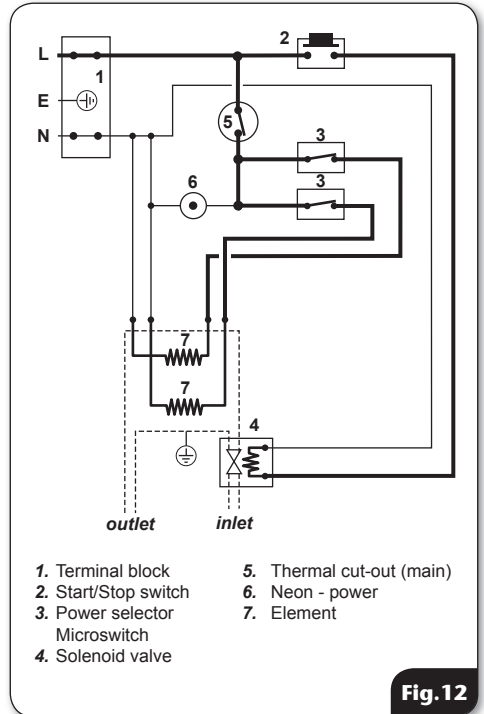 2
L
1
E
5
3
N
6
3
7
7
4
outlet inlet
1. Terminal block
2. Start/Stop switch
3. Power selector
Microswitch
4. Solenoid valve
5. Thermal cut-out (main)
6. Neon - power
7. Element
Fig.12